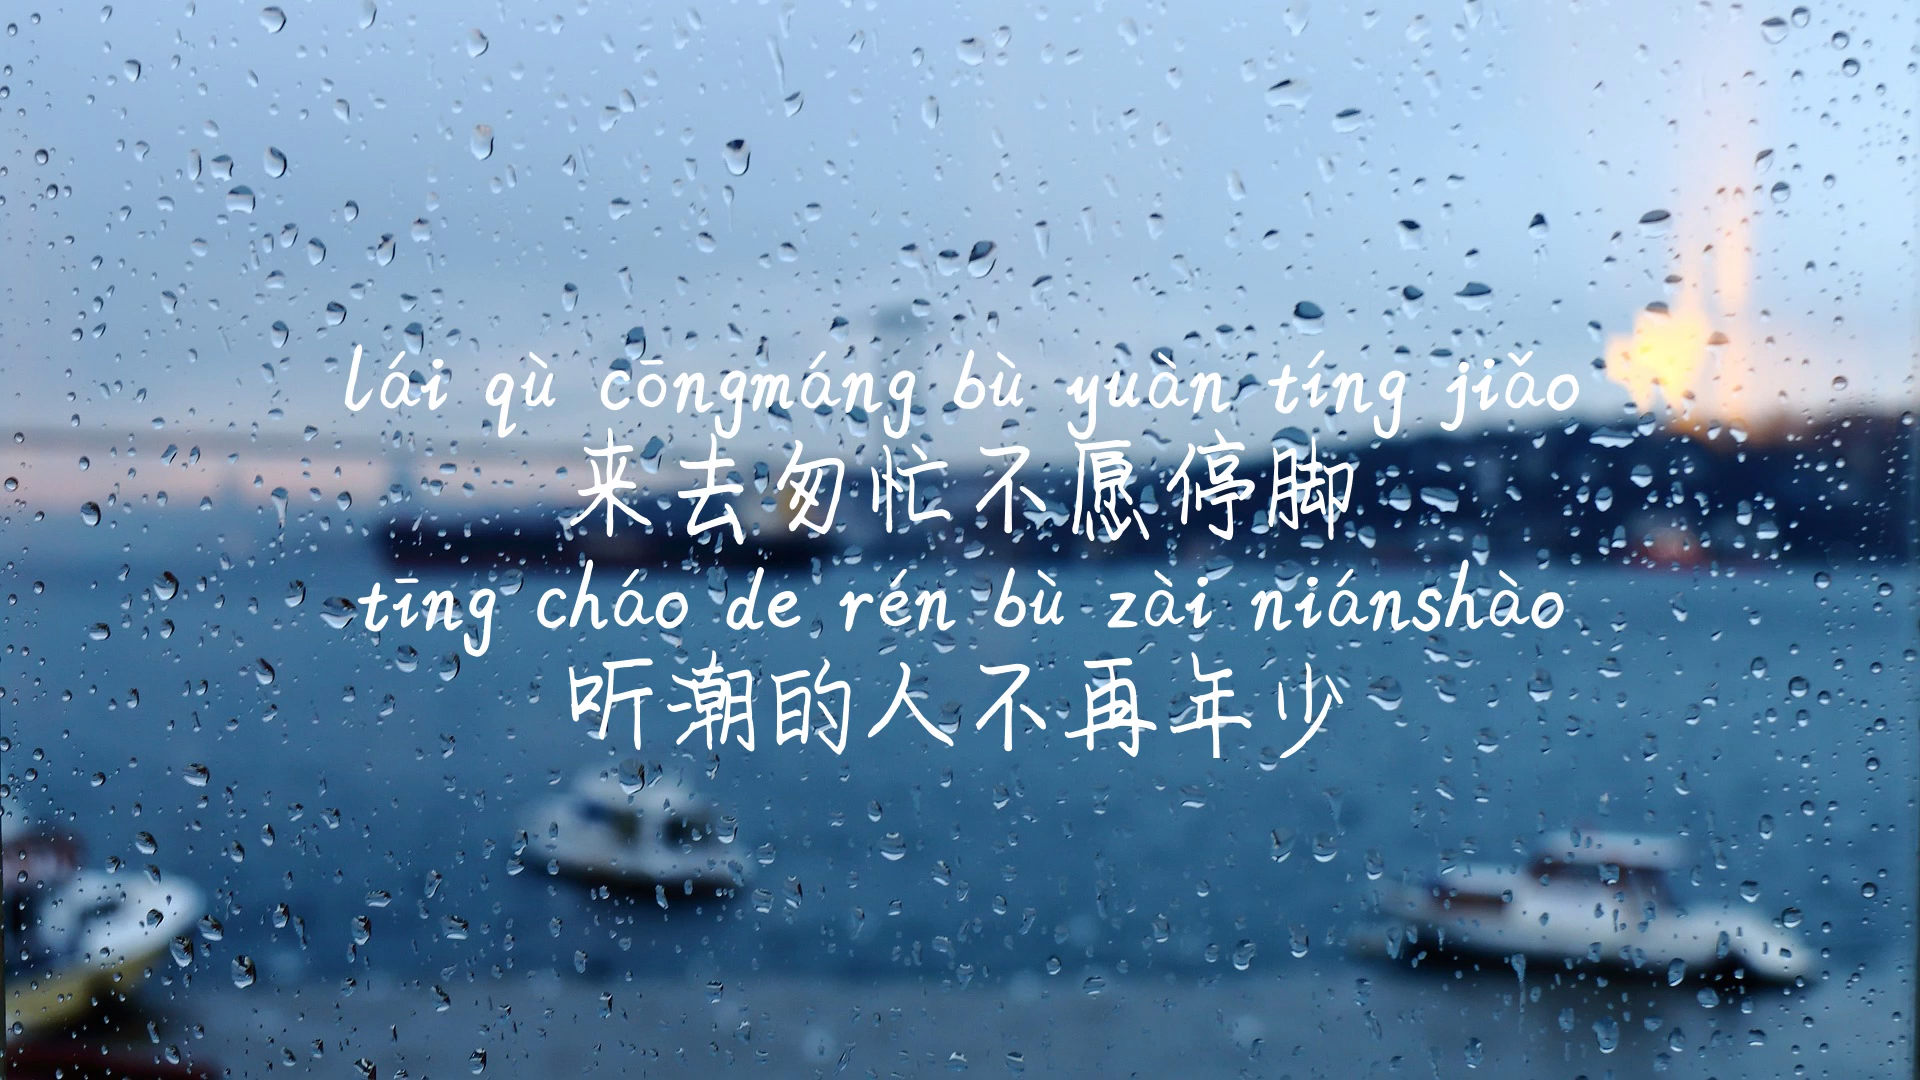 lái qù cōngmáng bù yuàn tíng jiǎo
来去匆忙不愿停脚
tīng cháo de rén bù zài niánshào
听潮的人不再年少